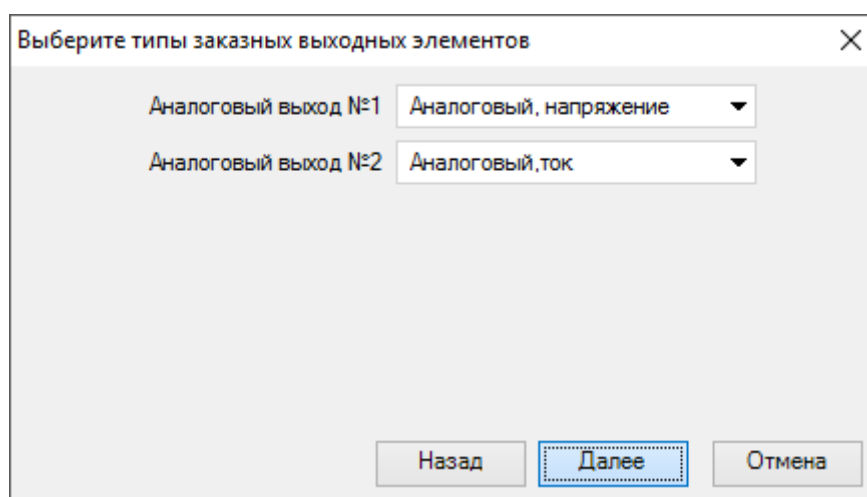 Выберите типы заказных выходных элементов
Аналоговый выход №1 Аналоговый, напряжение
Аналоговый выход №2 Аналоговый,ток
Назад Далее Отмена